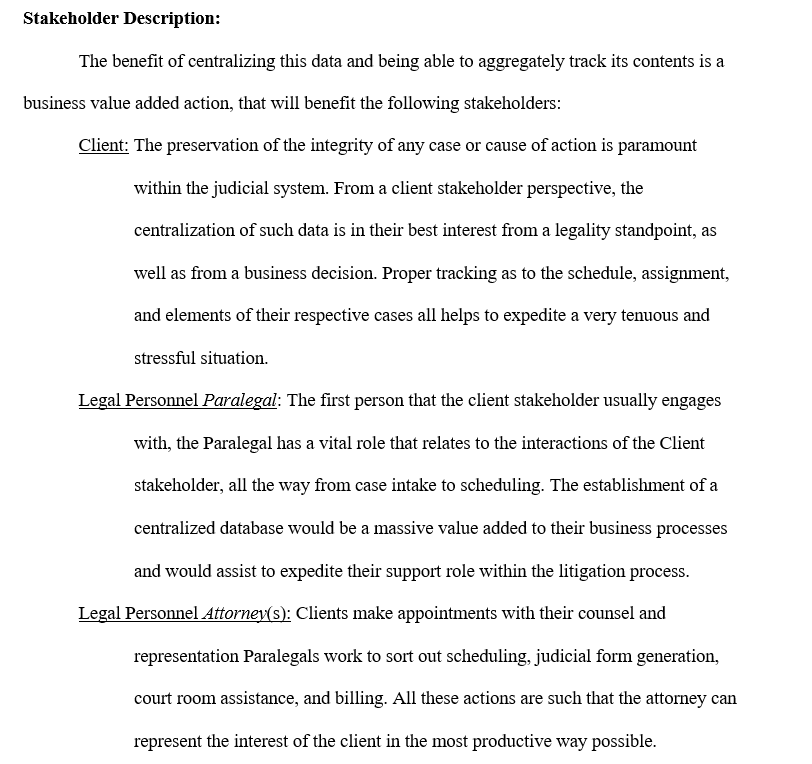 Stakeholder Description:
The benefit of centralizing this data and being able to aggregately track its contents is a
business value added action, that will benefit the following stakeholders:
Client: The preservation of the integrity of any case or cause of action is paramount
within the judicial system. From a client stakeholder perspective, the
centralization of such data is in their best interest from a legality standpoint, as
well as from a business decision. Proper tracking as to the schedule, assignment,
and elements of their respective cases all helps to expedite a very tenuous and
stressful situation.
Legal Personnel Paralegal: The first person that the client stakeholder usually engages
with, the Paralegal has a vital role that relates to the interactions of the Client
stakeholder, all the way from case intake to scheduling. The establishment of a
centralized database would be a massive value added to their business processes
and would assist to expedite their support role within the litigation process.
Legal Personnel Attorney(s): Clients make appointments with their counsel and
representation Paralegals work to sort out scheduling, judicial form generation,
court room assistance, and billing. All these actions are such that the attorney can
represent the interest of the client in the most productive way possible.